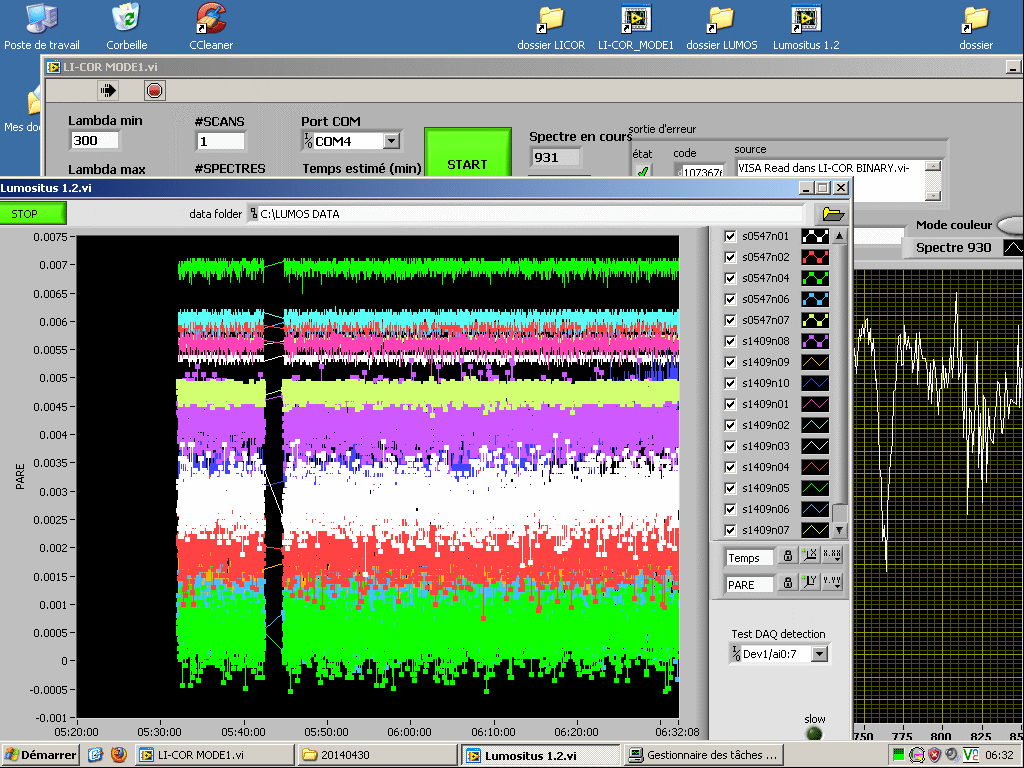 Poste de travail
Corbeille
CCleaner
dossier LICOR
LI-COR_MODE1
dossier LUMOS
Lumositus 1.2
dossier
Mes do
LI-COR MODE1.vi
Lambda min
#SCANS
Port COM
300
1
COM4
START
Spectre en cours
931
sortie d'erreur
état
code
source
VISA Read dans LI-COR BINARY.vi-
Lambda max
#SPECTRES
Temps estimé (min)
Lumositus 1.2.vi
STOP
data folder
C:\LUMOS DATA
Mode couleur
Spectre 930
0.0075
0.007
0.0065
0.006
0.0055
0.005
0.0045
0.004
0.0035
0.003
0.0025
0.002
0.0015
0.001
0.0005
0
-0.0005
-0.001
PARE
05:20:00
05:30:00
05:40:00
05:50:00
06:00:00
06:10:00
06:20:00
06:32:08
s0547n01
s0547n02
s0547n04
s0547n06
s0547n07
s1409n08
s1409n09
s1409n10
s1409n01
s1409n02
s1409n03
s1409n04
s1409n05
s1409n06
s1409n07
Temps
PARE
Test DAQ detection
Dev1/ai0:7
slow
750
775
800
825
85
Démarrer
LI-COR MODE1.vi
20140430
Lumositus 1.2.vi
Gestionnaire des tâches ...
06:32